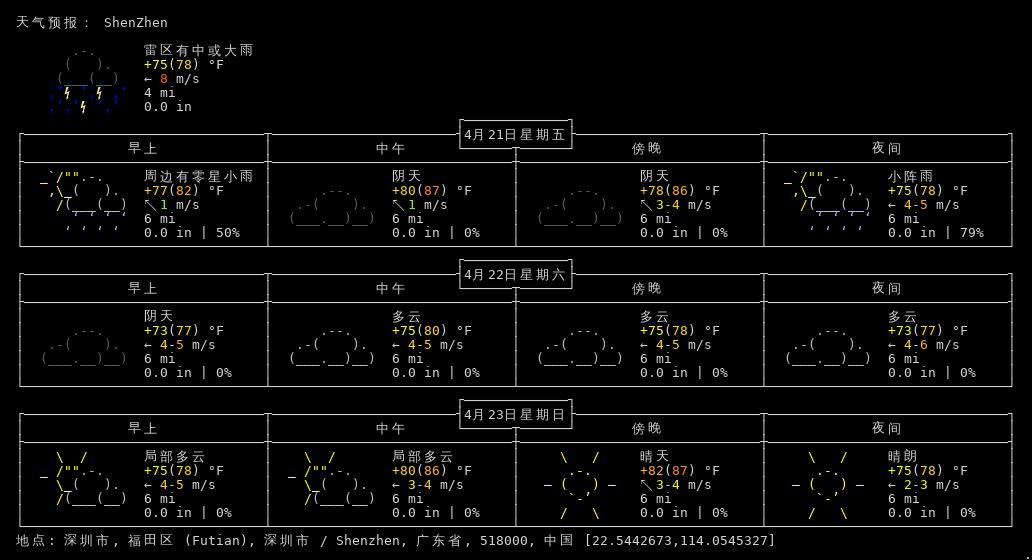 天气预报： ShenZhen
雷区有中或大雨
+75(78) °F
← 8 m/s
4 mi
0.0 in
4月21日星期五
早上 中午 傍晚 夜间
周边有零星小雨 阴天 阴天 小阵雨
+77(82) °F +80(87) °F +78(86) °F +75(78) °F
↖1 m/s ↖1 m/s ↖3-4 m/s ← 4-5 m/s
6 mi 6 mi 6 mi 6 mi
0.0 in | 50% 0.0 in | 0% 0.0 in | 0% 0.0 in | 79%
4月22日星期六
早上 中午 傍晚 夜间
阴天 多云 多云 多云
+73(77) °F +75(80) °F +75(78) °F +73(77) °F
← 4-5 m/s ← 4-5 m/s ← 4-5 m/s ← 4-6 m/s
6 mi 6 mi 6 mi 6 mi
0.0 in | 0% 0.0 in | 0% 0.0 in | 0% 0.0 in | 0%
4月23日星期日
早上 中午 傍晚 夜间
局部多云 局部多云 晴天 晴朗
+75(78) °F +80(86) °F +82(87) °F +75(78) °F
← 4-5 m/s ← 3-4 m/s ↖3-4 m/s ← 2-3 m/s
6 mi 6 mi 6 mi 6 mi
0.0 in | 0% 0.0 in | 0% 0.0 in | 0% 0.0 in | 0%
地点: 深圳市, 福田区 (Futian), 深圳市 / Shenzhen, 广东省, 518000, 中国 [22.5442673,114.0545327]